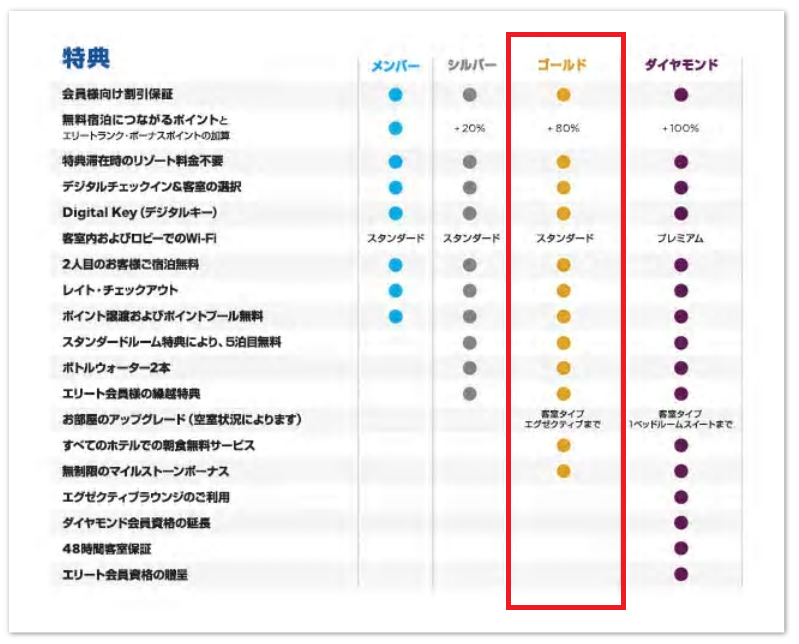 特典 メンバー シルバー ゴールド ダイヤモンド
会員様向け割引保証
無料宿泊につながるポイントと
エリートランク・ボーナスポイントの加算 +20% +80% +100%
特典滞在時のリゾート料金不要
デジタルチェックイン&客室の選択
Digital Key(デジタルキー)
客室内およびロビーでのWi-Fi スタンダード スタンダード スタンダード プレミアム
2人目のお客様ご宿泊無料
レイト・チェックアウト
ポイント譲渡およびポイントプール無料
スタンダードルーム特典により、5泊目無料
ボトルウォーター2本
エリート会員様の繰越特典
お部屋のアップグレード(空室状況によります) 客室タイプ エグゼクティブまで 客室タイプ 1ベッドルームスイートまで
すべてのホテルでの朝食無料サービス
無制限のマイルストーンボーナス
エグゼクティブラウンジのご利用
ダイヤモンド会員資格の延長
48時間客室保証
エリート会員資格の贈呈